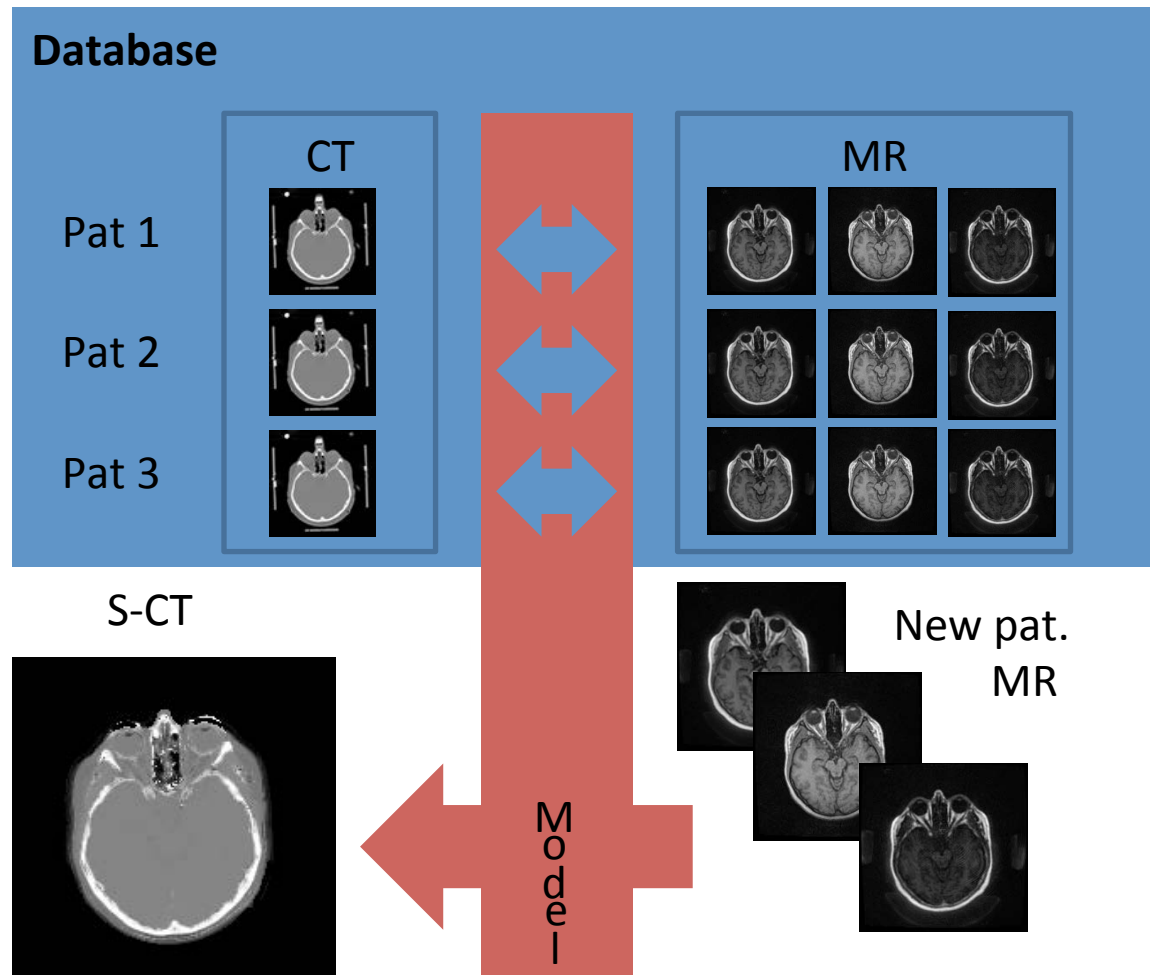 Database
CT
MR
Pat 1
Pat 2
Pat 3
S-CT
New pat.
MR
Model